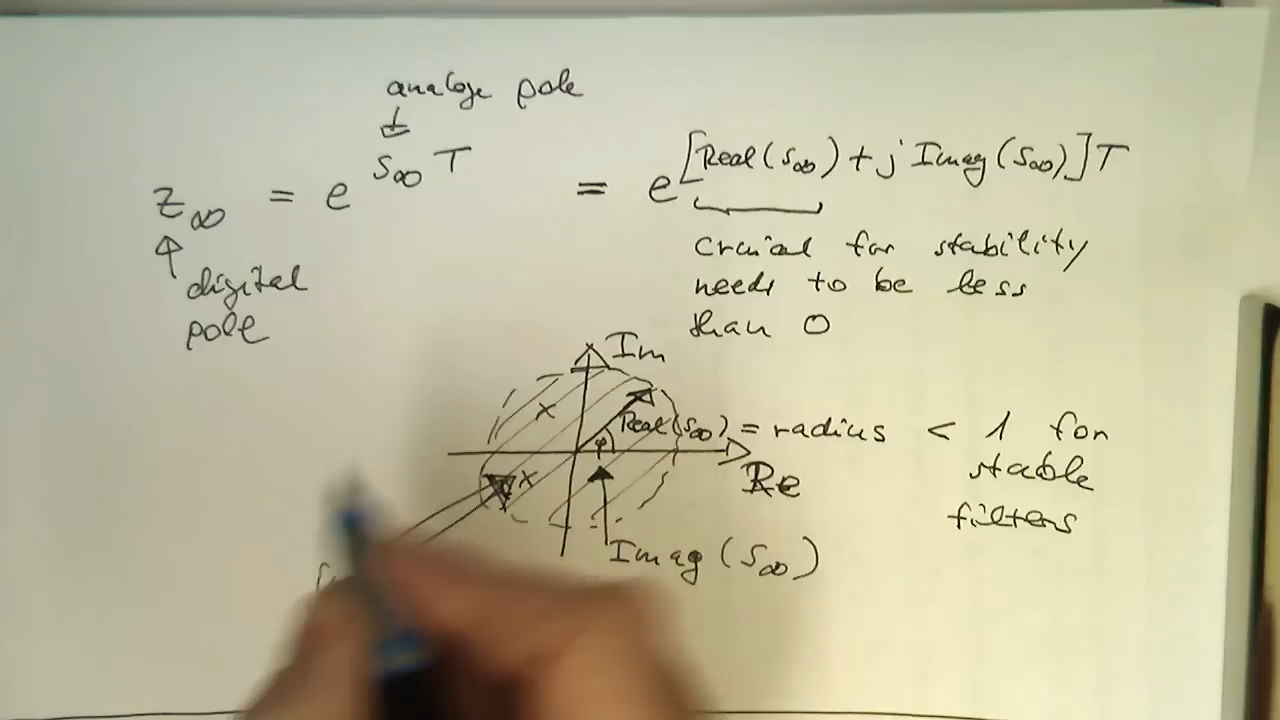 analoge pole
z∞ = e^{s∞ T} = e^{[Real(s∞) + j Imag(s∞)]T}
digital
pole
crucial for stability
needs to be less
than 0
Im
Real(s∞) = radius < 1 for
stable
filters
φ
Re
Imag(s∞)